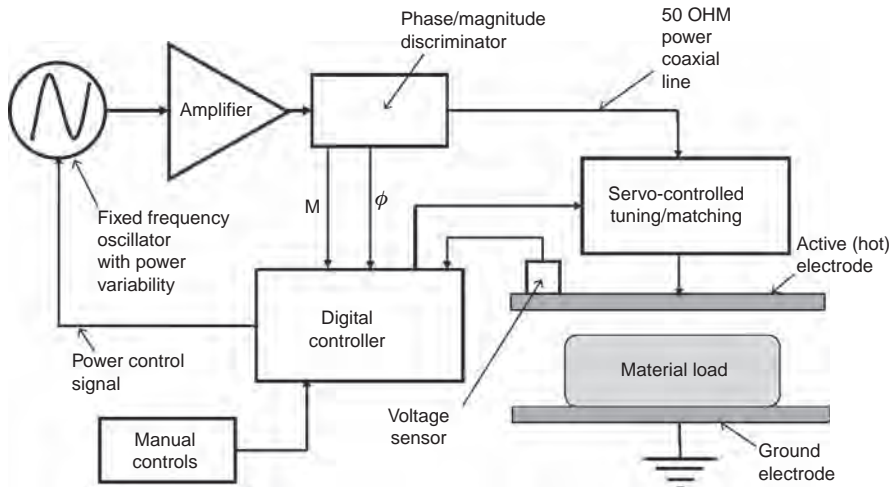 Phase/magnitude
discriminator
50 OHM
power
coaxial
line
Amplifier
M
ϕ
Servo-controlled
tuning/matching
Fixed frequency
oscillator
with power
variability
Active (hot)
electrode
Digital
controller
Power control
signal
Material load
Voltage
sensor
Manual
controls
Ground
electrode